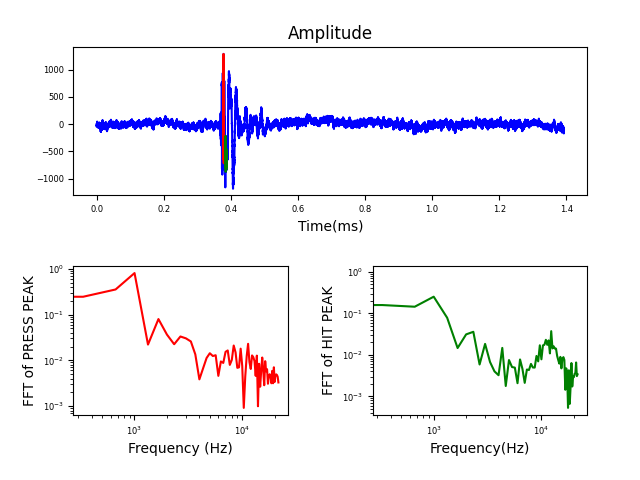 Amplitude
1000
500
0
−500
−1000
0.0 0.2 0.4 0.6 0.8 1.0 1.2 1.4
Time(ms)
FFT of PRESS PEAK
10⁰
10⁻¹
10⁻²
10⁻³
10³ 10⁴
Frequency (Hz)
FFT of HIT PEAK
10⁰
10⁻¹
10⁻²
10⁻³
10³ 10⁴
Frequency(Hz)